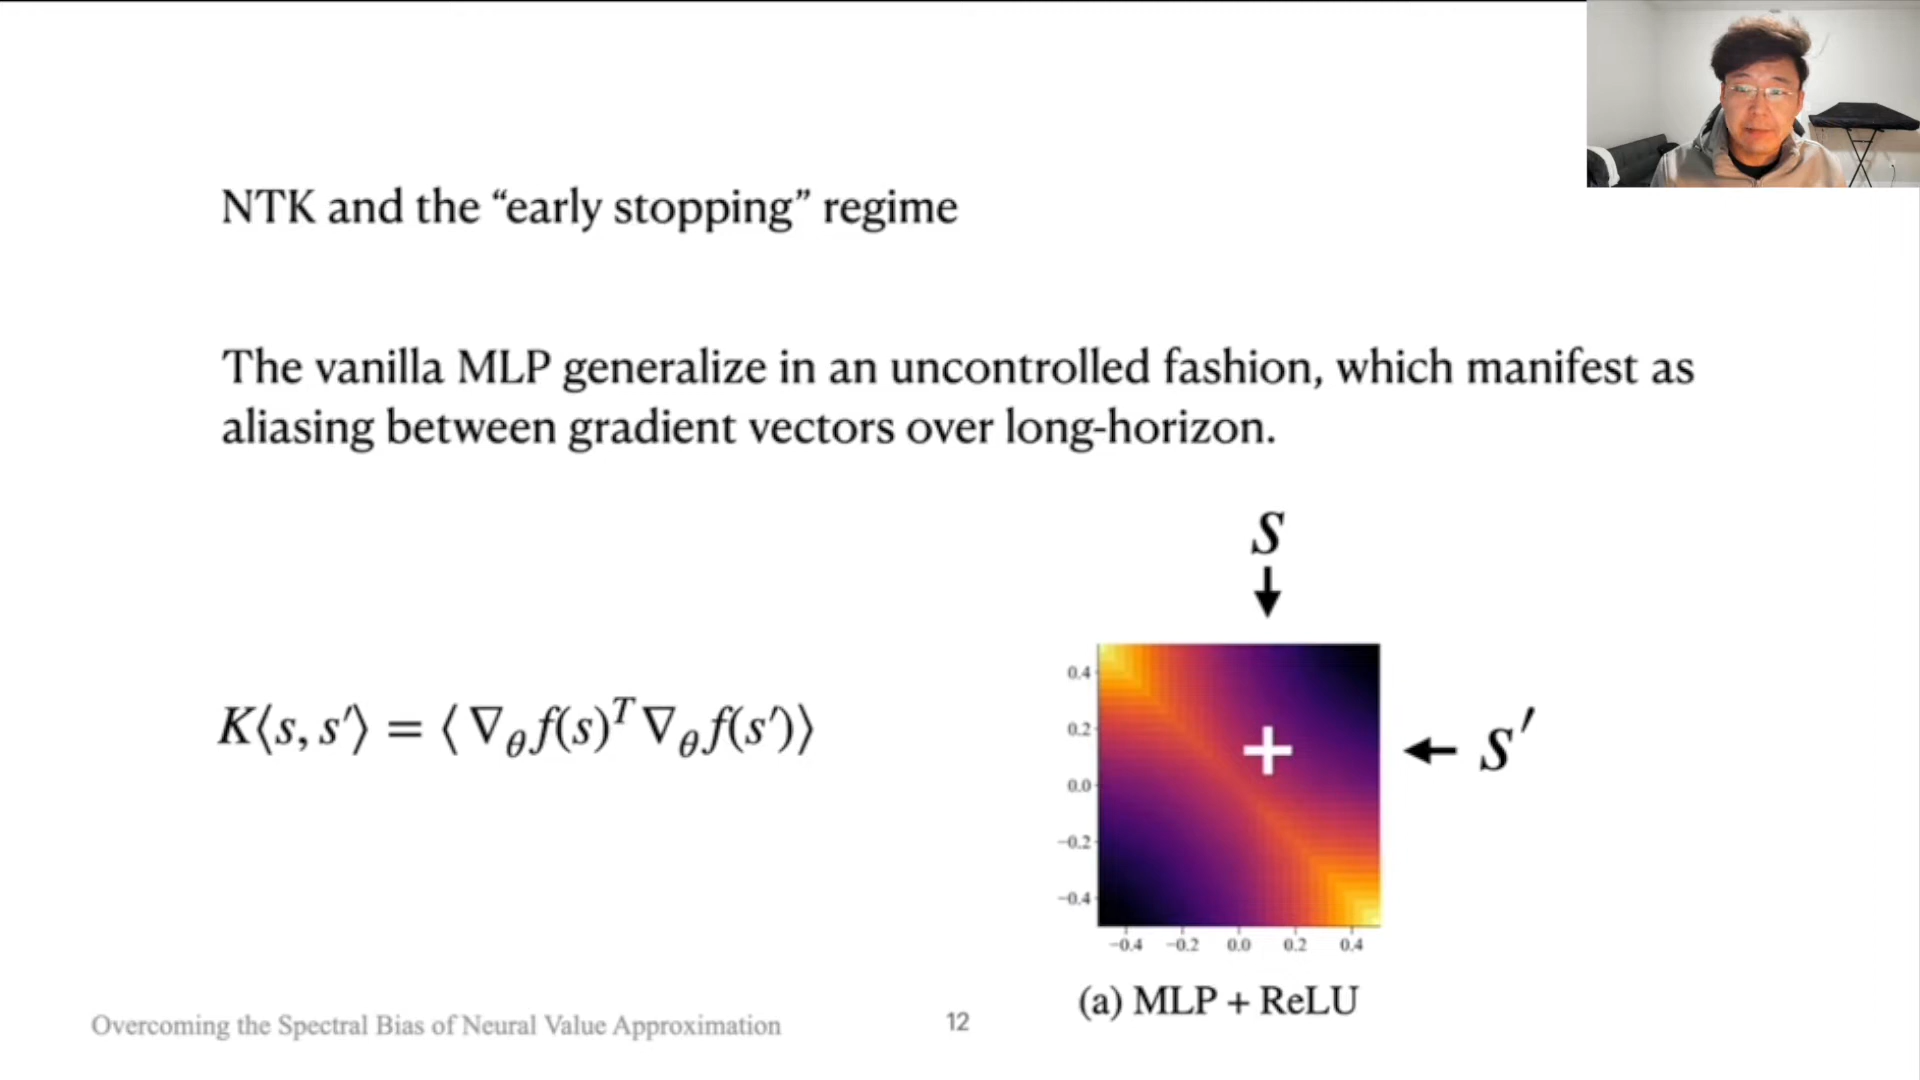 NTK and the “early stopping” regime
The vanilla MLP generalize in an uncontrolled fashion, which manifest as
aliasing between gradient vectors over long-horizon.
s
K⟨s, s′⟩ = ⟨∇θ f(s)ᵀ ∇θ f(s′)⟩
s′
0.4
0.2
0.0
−0.2
−0.4
−0.4 −0.2 0.0 0.2 0.4
(a) MLP + ReLU
Overcoming the Spectral Bias of Neural Value Approximation
12